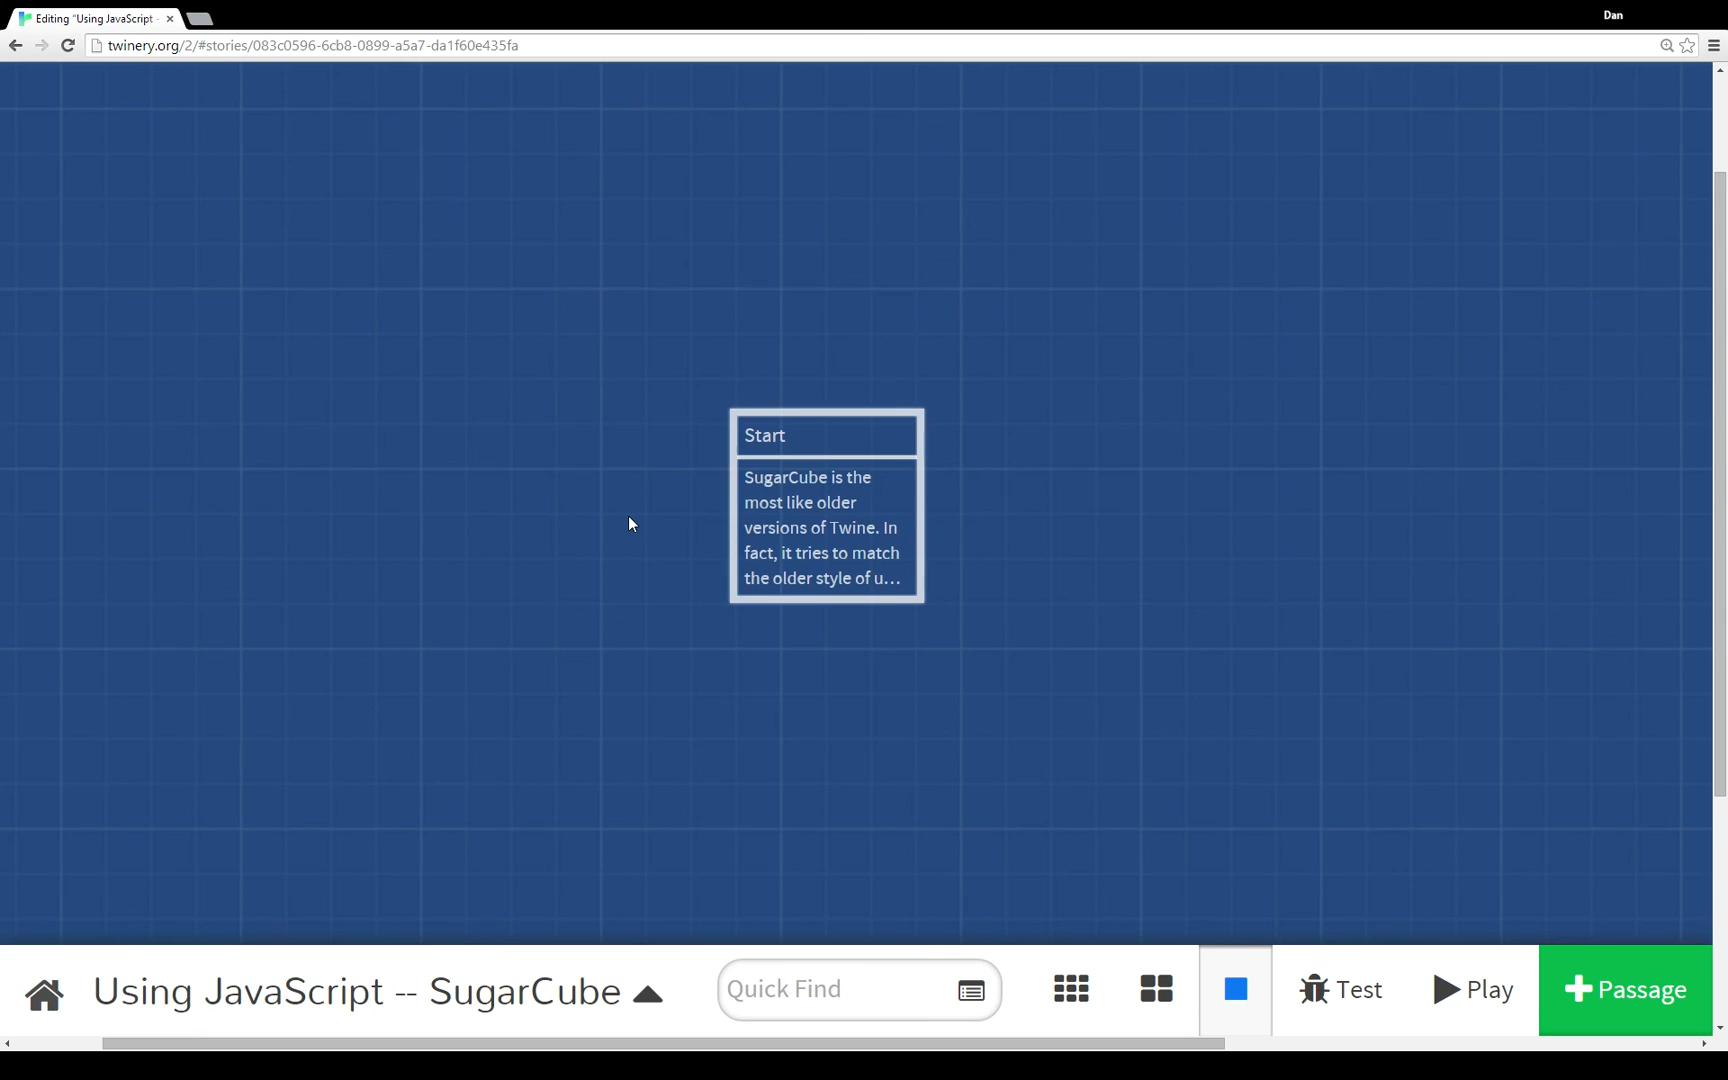 Editing "Using JavaScript -
Dan
twinery.org/2/#stories/083c0596-6cb8-0899-a5a7-da1f60e435fa
Start
SugarCube is the
most like older
versions of Twine. In
fact, it tries to match
the older style of u...
Using JavaScript -- SugarCube
Quick Find
Test
Play
Passage